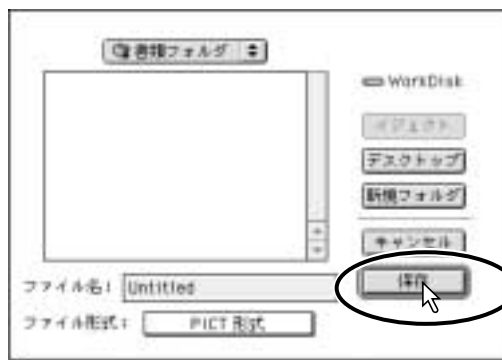 書類フォルダ
WorkDisk
イジェクト
デスクトップ
新規フォルダ
キャンセル
保存
ファイル名: Untitled
ファイル形式: PICT 形式